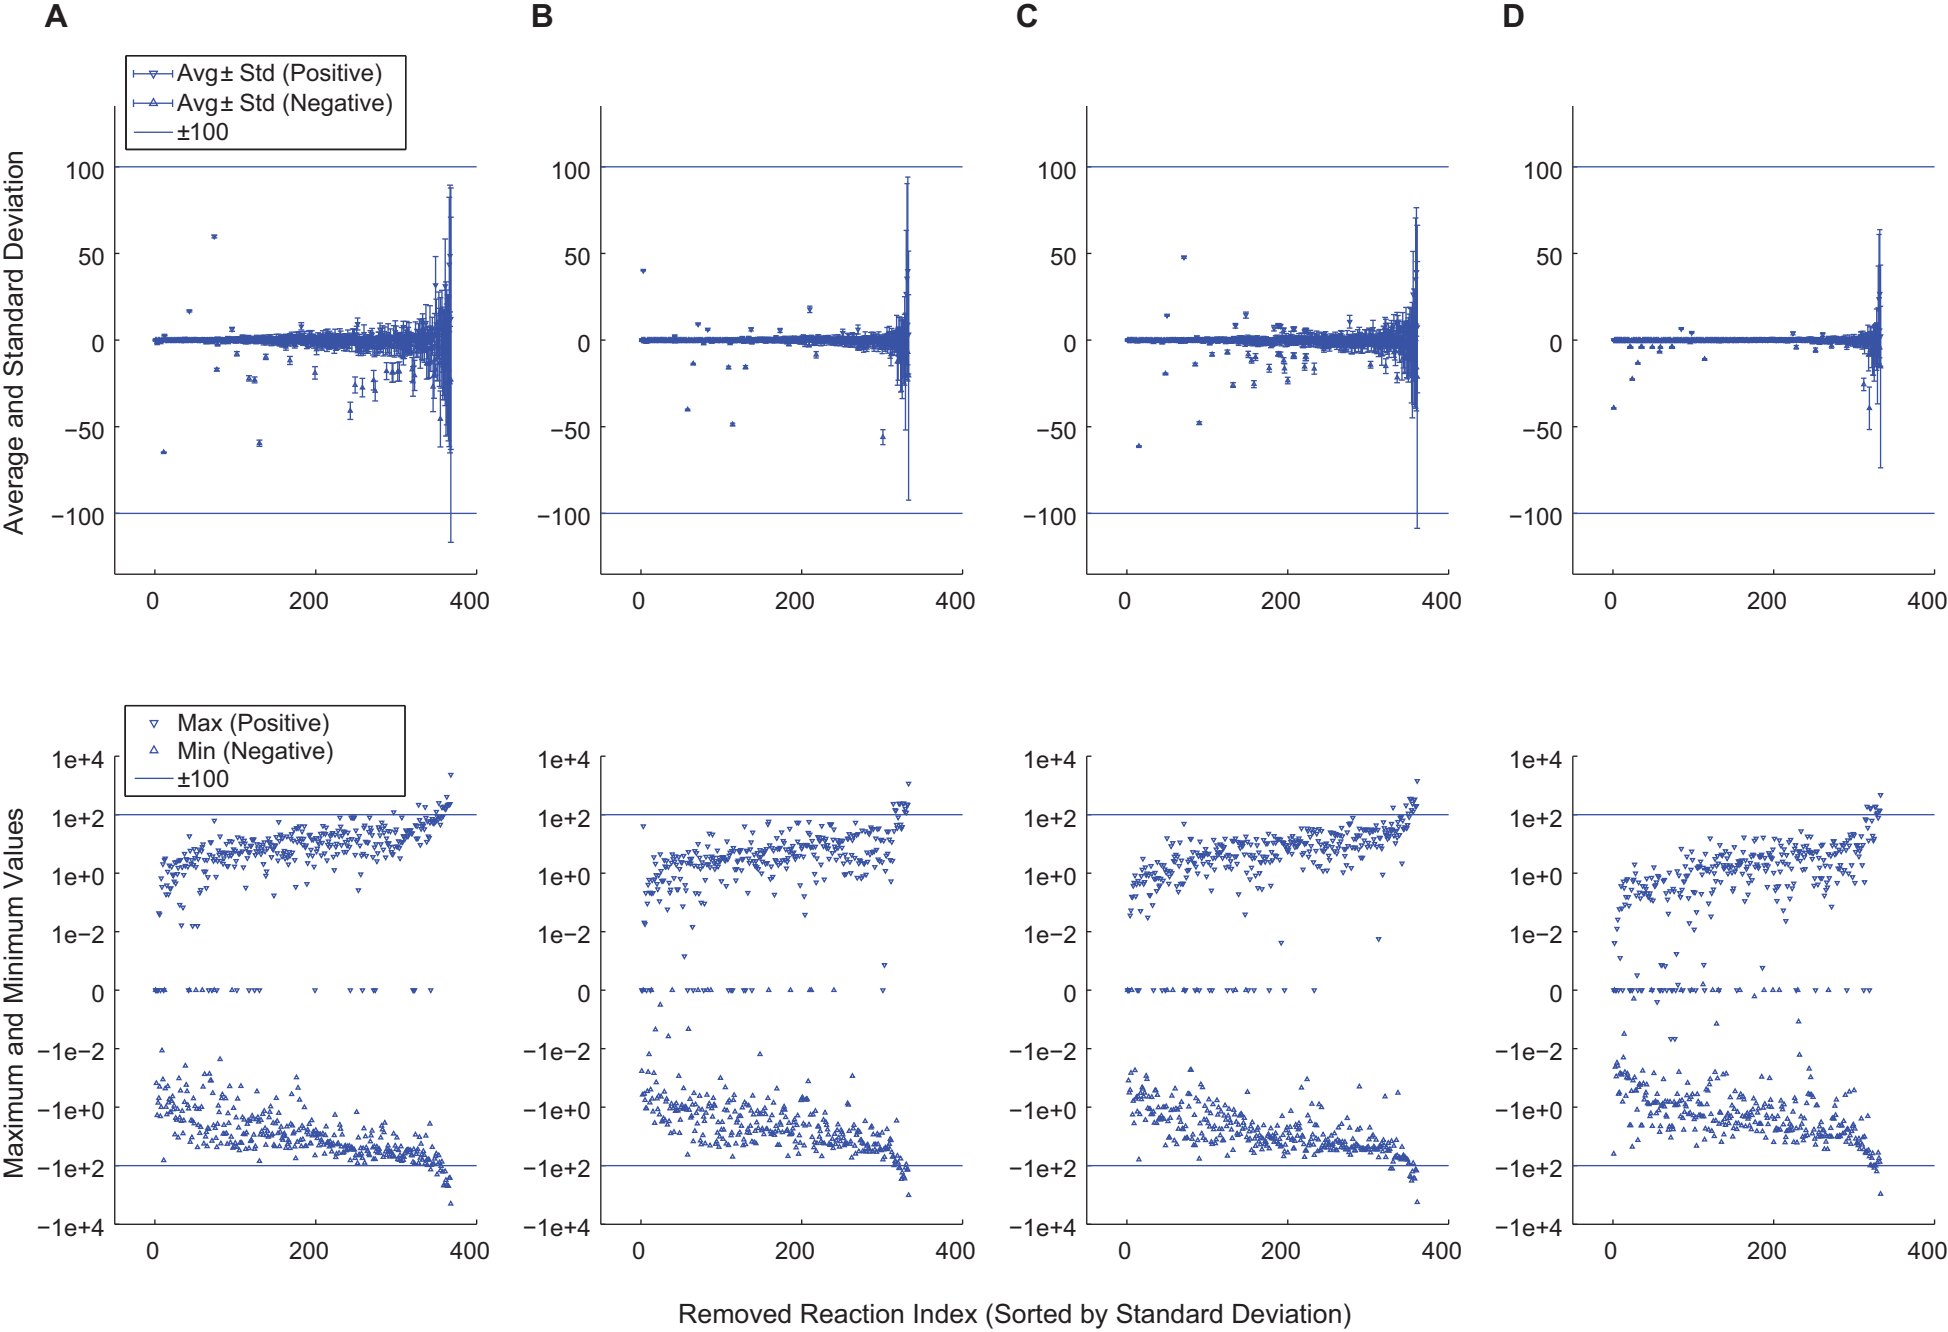 A B C D
Avg± Std (Positive)
Avg± Std (Negative)
±100
Average and Standard Deviation
100 100 100 100
50 50 50 50
0 0 0 0
−50 −50 −50 −50
−100 −100 −100 −100
0 200 400 0 200 400 0 200 400 0 200 400
Max (Positive)
Min (Negative)
±100
Maximum and Minimum Values
1e+4 1e+4 1e+4 1e+4
1e+2 1e+2 1e+2 1e+2
1e+0 1e+0 1e+0 1e+0
1e−2 1e−2 1e−2 1e−2
0 0 0 0
−1e−2 −1e−2 −1e−2 −1e−2
−1e+0 −1e+0 −1e+0 −1e+0
−1e+2 −1e+2 −1e+2 −1e+2
−1e+4 −1e+4 −1e+4 −1e+4
0 200 400 0 200 400 0 200 400 0 200 400
Removed Reaction Index (Sorted by Standard Deviation)